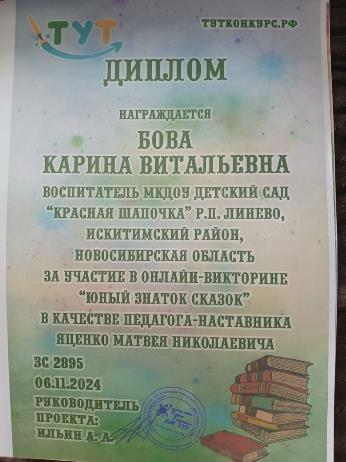 ТУТ
ТУТКОНКУРС.РФ
ДИПЛОМ
НАГРАЖДАЕТСЯ
БОВА
КАРИНА ВИТАЛЬЕВНА
ВОСПИТАТЕЛЬ МКДОУ ДЕТСКИЙ САД
"КРАСНАЯ ШАПОЧКА" Р.П. ЛИНЕВО,
ИСКИТИМСКИЙ РАЙОН,
НОВОСИБИРСКАЯ ОБЛАСТЬ
ЗА УЧАСТИЕ В ОНЛАЙН-ВИКТОРИНЕ
"ЮНЫЙ ЗНАТОК СКАЗОК"
В КАЧЕСТВЕ ПЕДАГОГА-НАСТАВНИКА
ЯЦЕНКО МАТВЕЯ НИКОЛАЕВИЧА
ЗС 2895
06.11.2024
РУКОВОДИТЕЛЬ
ПРОЕКТА:
ИЛЬИН А. А.